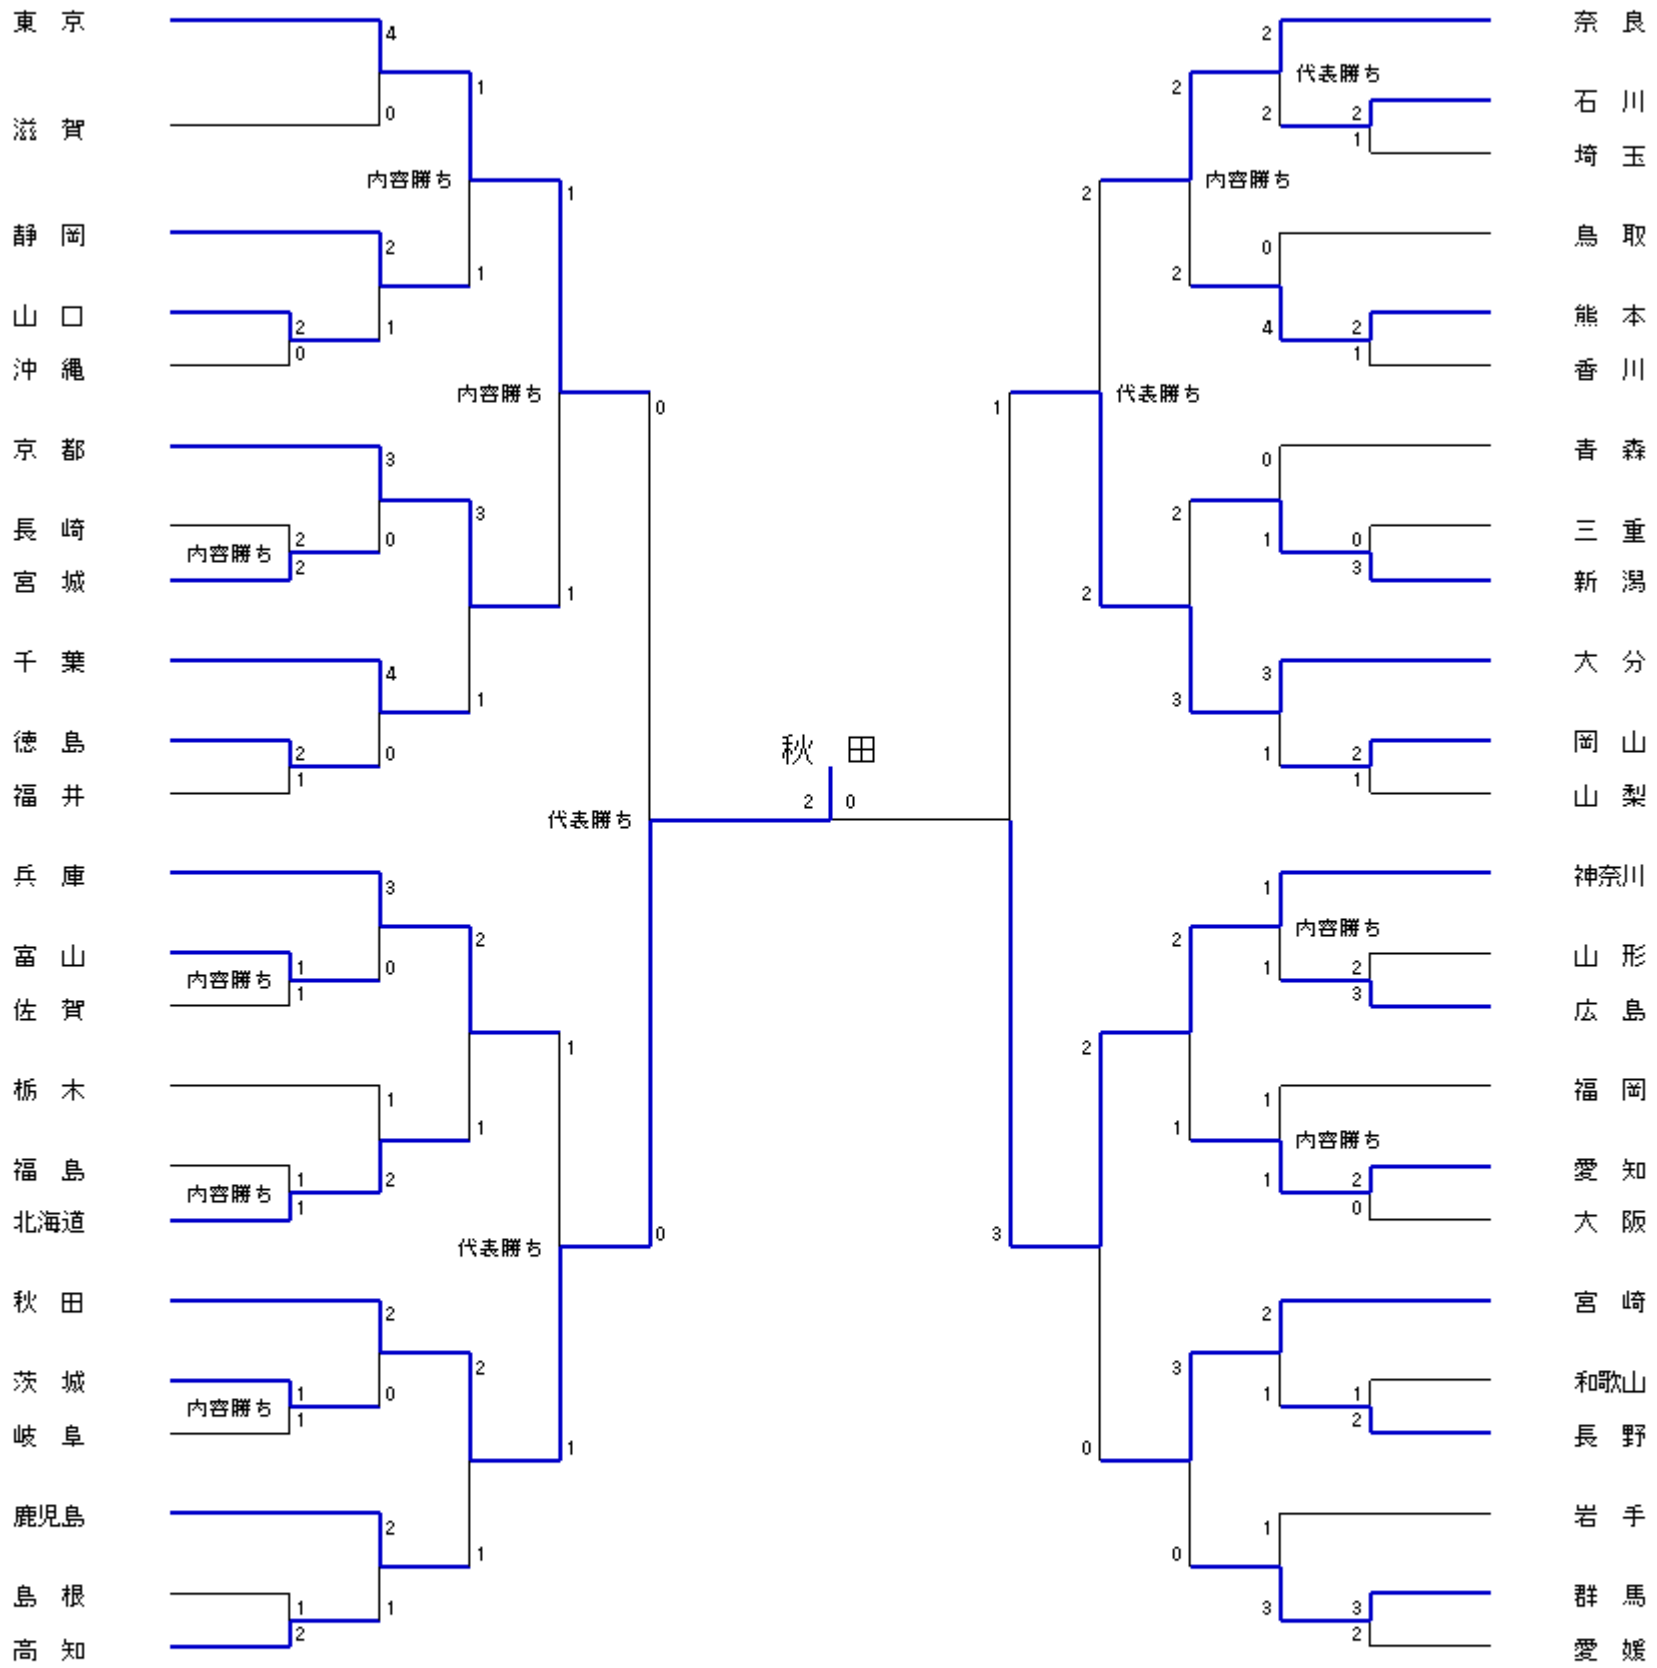 東 京
4
1
0
滋 賀
内容勝ち
1
静 岡
2
1
山 口
2
1
0
沖 縄
内容勝ち
0
京 都
3
3
長 崎
2
0
内容勝ち
2
宮 城
1
千 葉
4
1
徳 島
2
0
1
福 井
代表勝ち
兵 庫
3
2
富 山
1
0
内容勝ち
1
佐 賀
1
栃 木
1
1
福 島
1
2
内容勝ち
1
北海道
代表勝ち
0
秋 田
2
2
茨 城
1
0
内容勝ち
1
岐 阜
1
鹿児島
2
1
島 根
1
1
2
高 知
秋 田
2 0
奈 良
2
代表勝ち
2
石 川
2
2
1
埼 玉
2
内容勝ち
鳥 取
0
2
熊 本
4
2
1
香 川
1
代表勝ち
青 森
0
2
三 重
1
0
3
新 潟
2
大 分
3
3
岡 山
1
2
1
山 梨
神奈川
1
内容勝ち
2
山 形
1
2
3
広 島
2
福 岡
1
1
内容勝ち
愛 知
1
2
0
大 阪
3
宮 崎
2
3
和歌山
1
1
2
長 野
0
岩 手
1
0
群 馬
3
3
2
愛 媛